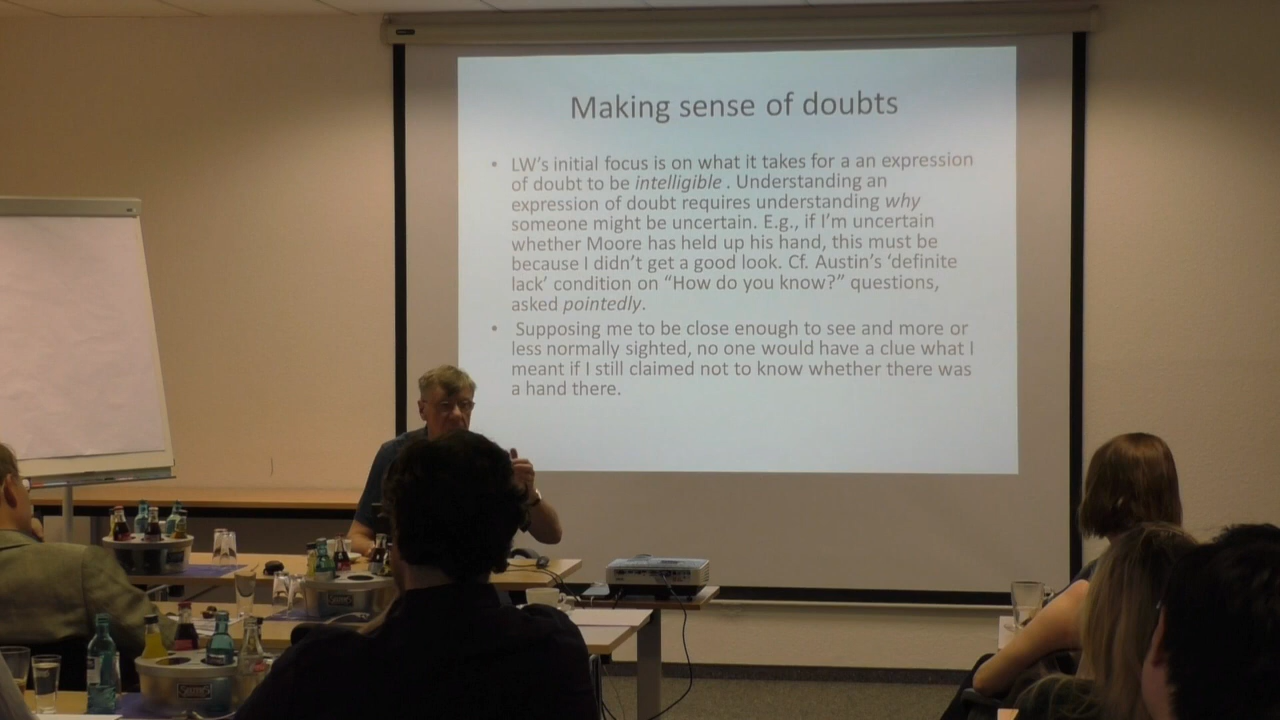 Making sense of doubts
• LW's initial focus is on what it takes for a an expression
of doubt to be intelligible . Understanding an
expression of doubt requires understanding why
someone might be uncertain. E.g., if I'm uncertain
whether Moore has held up his hand, this must be
because I didn't get a good look. Cf. Austin's 'definite
lack' condition on "How do you know?" questions,
asked pointedly.
• Supposing me to be close enough to see and more or
less normally sighted, no one would have a clue what I
meant if I still claimed not to know whether there was
a hand there.